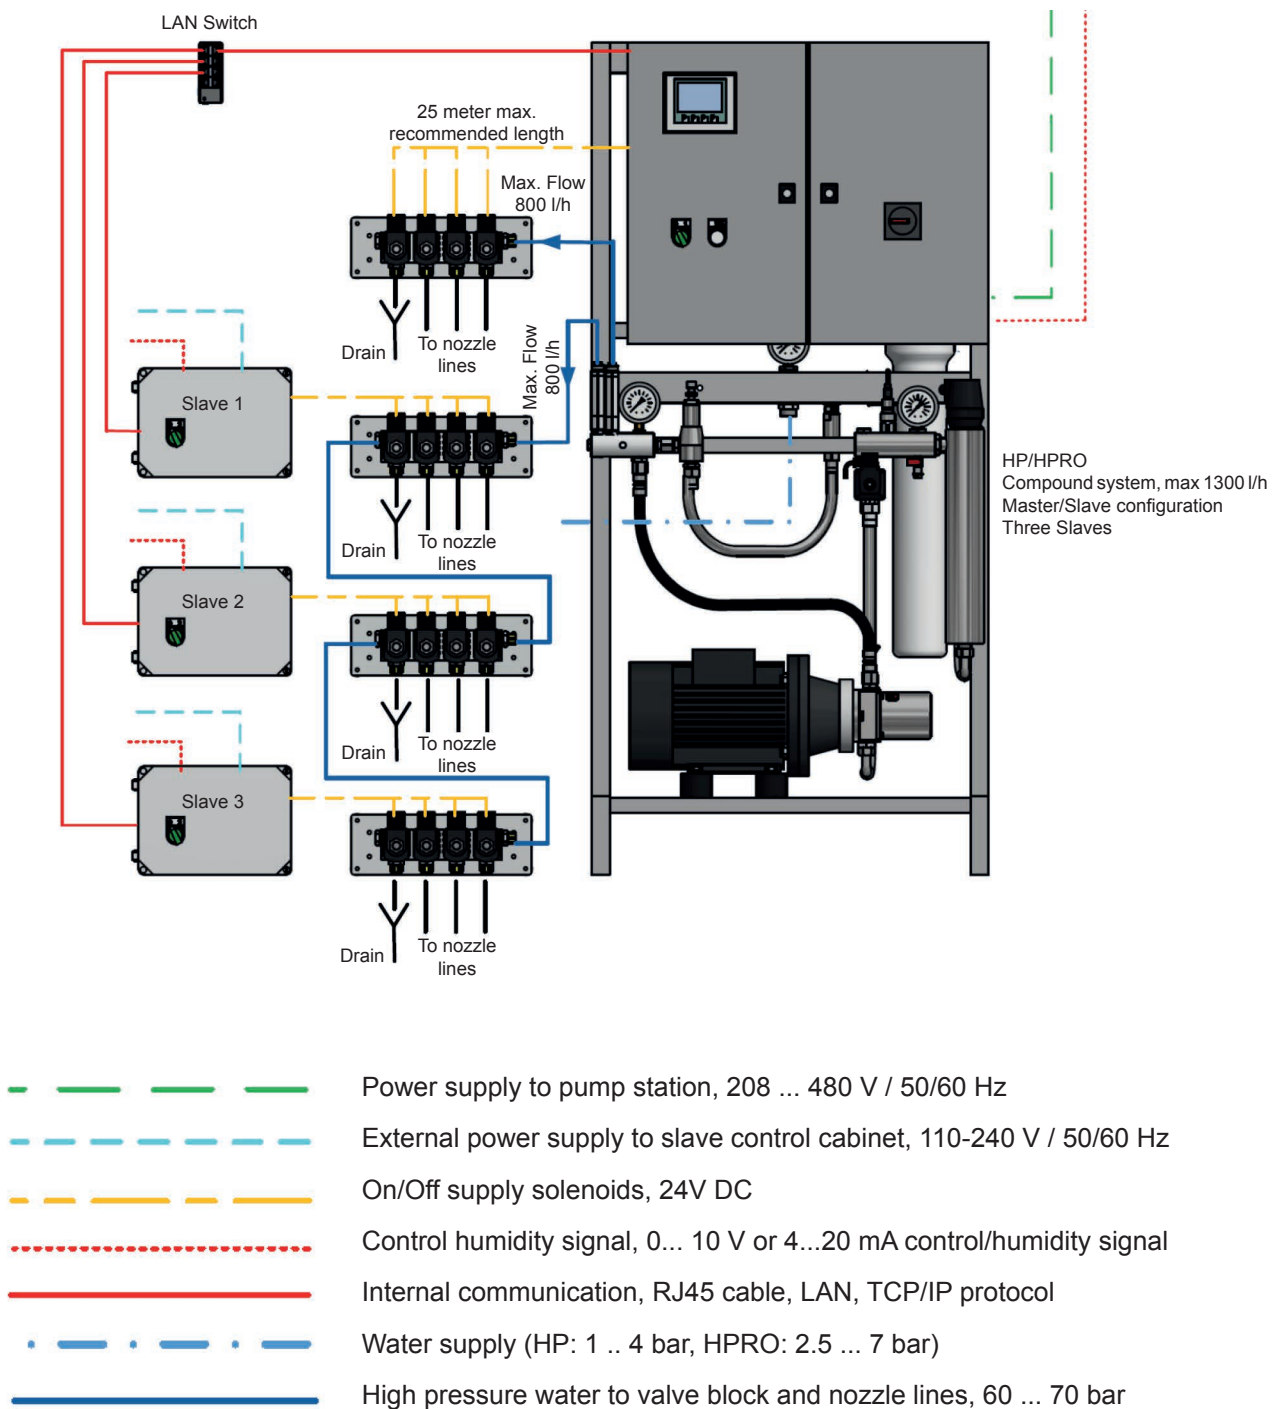 LAN Switch
25 meter max.
recommended length
Max. Flow
800 l/h
Drain
To nozzle
lines
Max. Flow
800 l/h
Slave 1
Drain
To nozzle
lines
HP/HPRO
Compound system, max 1300 l/h
Master/Slave configuration
Three Slaves
Slave 2
Drain
To nozzle
lines
Slave 3
Drain
To nozzle
lines
Power supply to pump station, 208 ... 480 V / 50/60 Hz
External power supply to slave control cabinet, 110-240 V / 50/60 Hz
On/Off supply solenoids, 24V DC
Control humidity signal, 0... 10 V or 4...20 mA control/humidity signal
Internal communication, RJ45 cable, LAN, TCP/IP protocol
Water supply (HP: 1 .. 4 bar, HPRO: 2.5 ... 7 bar)
High pressure water to valve block and nozzle lines, 60 ... 70 bar